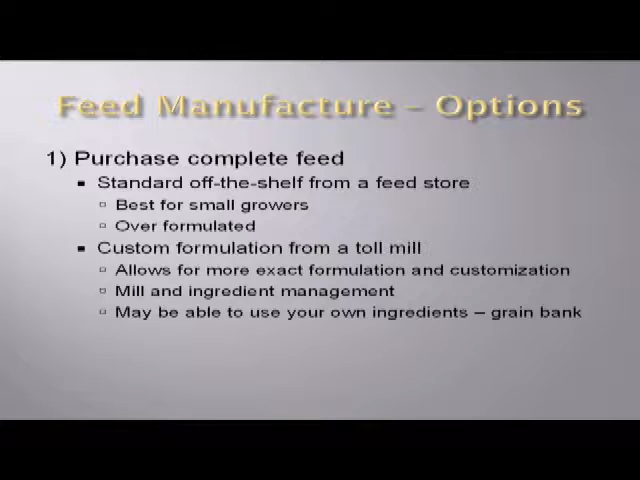 Feed Manufacture – Options
1) Purchase complete feed
▪ Standard off-the-shelf from a feed store
▫ Best for small growers
▫ Over formulated
▪ Custom formulation from a toll mill
▫ Allows for more exact formulation and customization
▫ Mill and ingredient management
▫ May be able to use your own ingredients – grain bank